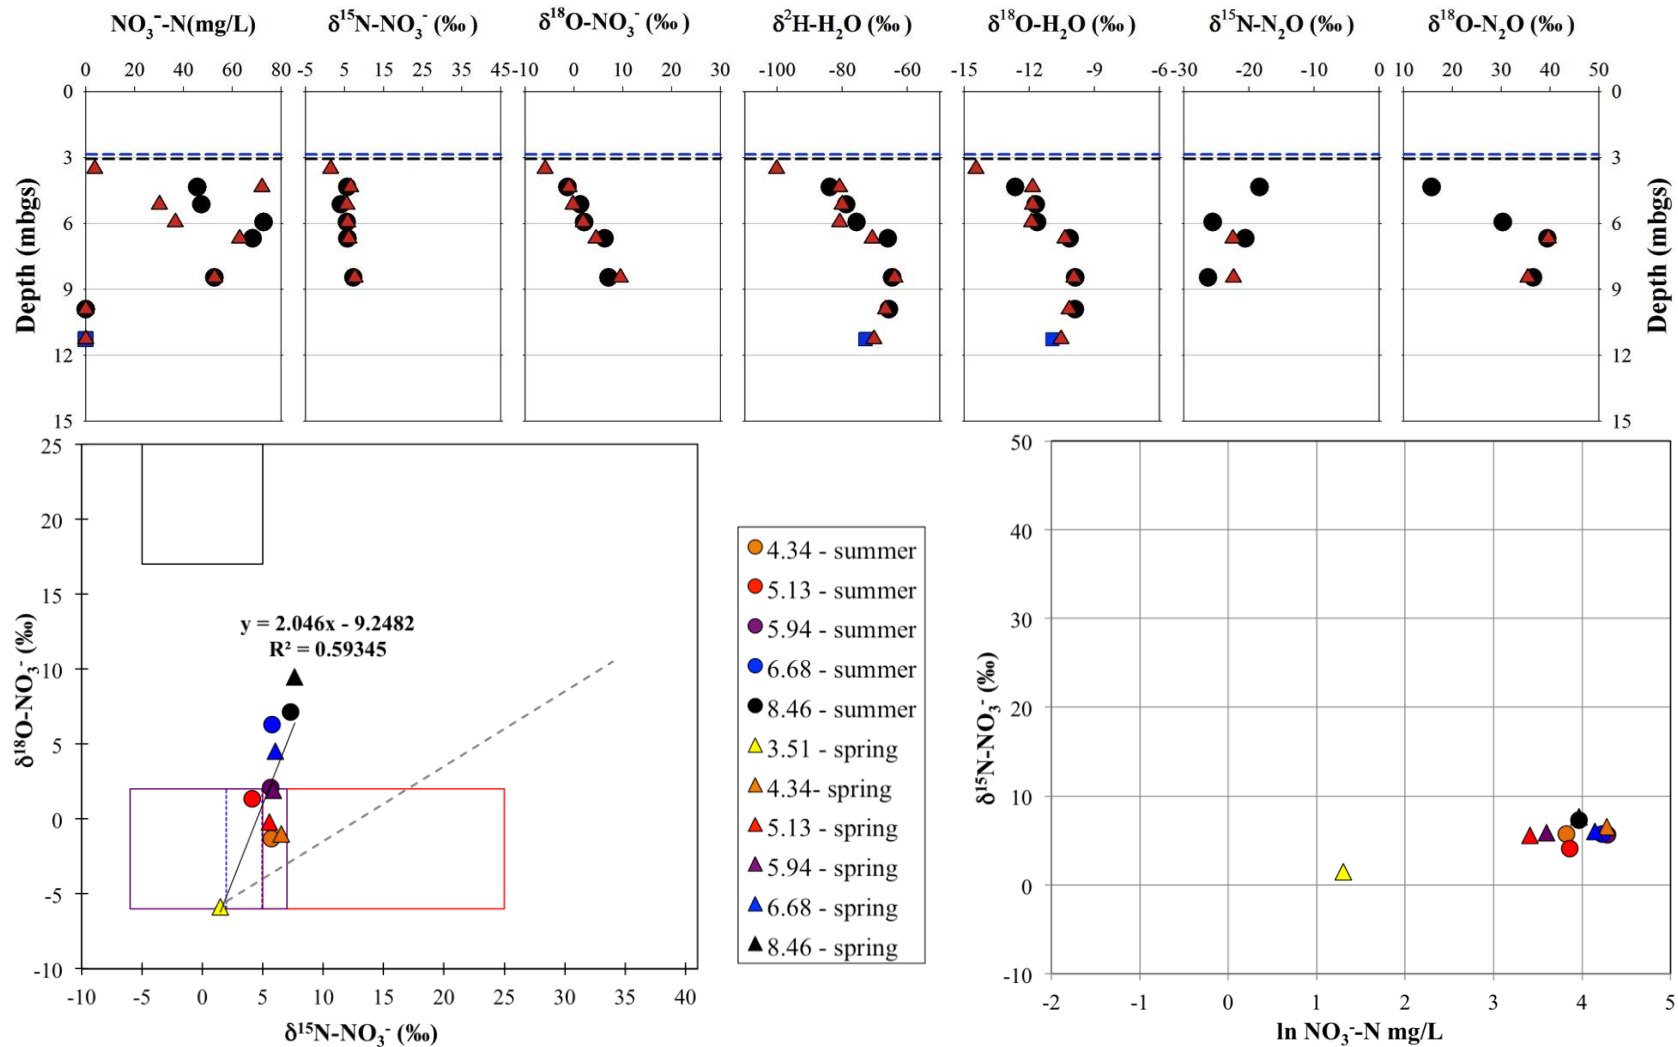 NO₃⁻-N(mg/L) δ¹⁵N-NO₃⁻ (‰) δ¹⁸O-NO₃⁻ (‰) δ²H-H₂O (‰) δ¹⁸O-H₂O (‰) δ¹⁵N-N₂O (‰) δ¹⁸O-N₂O (‰)
0 20 40 60 80 -5 5 15 25 35 45 -10 0 10 20 30 -100 -80 -60 -15 -12 -9 -6 -30 -20 -10 0 10 20 30 40 50
0 0
3 3
6 6
9 9
12 12
15 15
Depth (mbgs)
Depth (mbgs)
25
20
15
10
5
0
-5
-10
δ¹⁸O-NO₃⁻ (‰)
y = 2.046x - 9.2482
R² = 0.59345
-10 -5 0 5 10 15 20 25 30 35 40
δ¹⁵N-NO₃⁻ (‰)
4.34 - summer
5.13 - summer
5.94 - summer
6.68 - summer
8.46 - summer
3.51 - spring
4.34- spring
5.13 - spring
5.94 - spring
6.68 - spring
8.46 - spring
50
40
30
20
10
0
-10
δ¹⁵N-NO₃⁻ (‰)
-2 -1 0 1 2 3 4 5
ln NO₃⁻-N mg/L